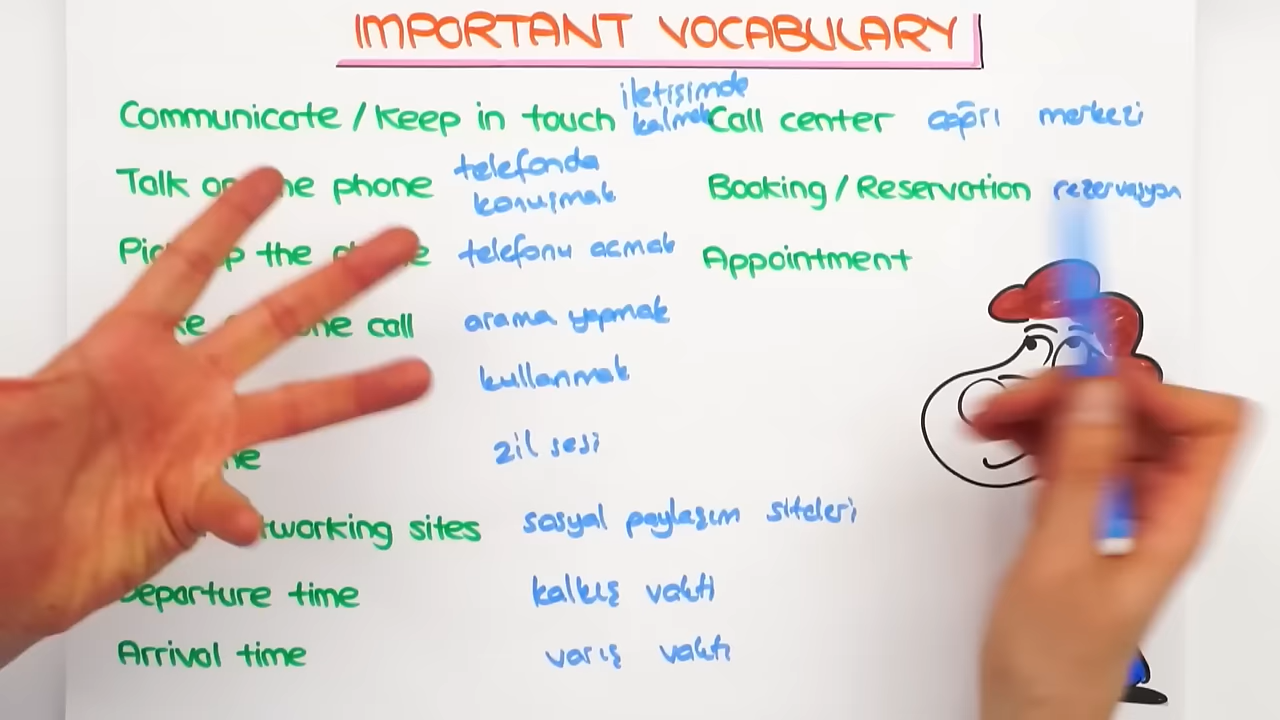 IMPORTANT VOCABULARY
Communicate / Keep in touch iletişimde kalmak
Talk on the phone telefonda konuşmak
the telefonu açmak
call arama yapmak
kullanmak
zil sesi
sites sosyal paylaşım siteleri
Departure time kalkış vakti
Arrival time varış vakti
Call center çağrı merkezi
Booking / Reservation rezervasyon
Appointment